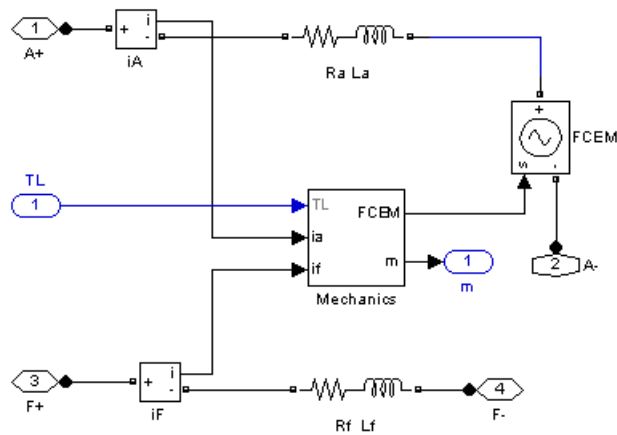 1
A+
+
i
-
iA
Ra La
+
s
-
FCEM
TL
1
TL
FCEM
ia
m
if
Mechanics
1
m
2
A-
3
F+
+
i
-
iF
Rf Lf
4
F-